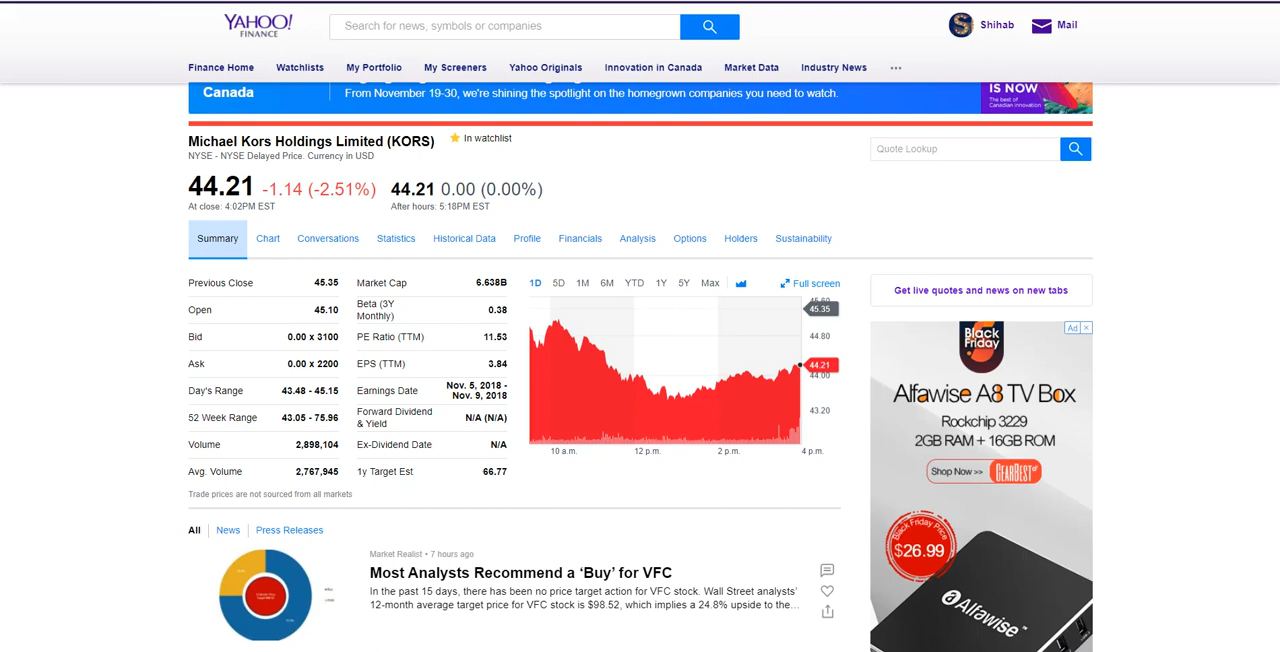 YAHOO!
FINANCE
Search for news, symbols or companies
Shihab
Mail
Finance Home Watchlists My Portfolio My Screeners Yahoo Originals Innovation in Canada Market Data Industry News ...
Canada
From November 19-30, we're shining the spotlight on the homegrown companies you need to watch.
IS NOW
The best of
Canadian innovation
Michael Kors Holdings Limited (KORS)
In watchlist
NYSE - NYSE Delayed Price. Currency in USD
Quote Lookup
44.21 -1.14 (-2.51%) 44.21 0.00 (0.00%)
At close: 4:02PM EST After hours: 5:18PM EST
Summary Chart Conversations Statistics Historical Data Profile Financials Analysis Options Holders Sustainability
Previous Close 45.35
Open 45.10
Bid 0.00 x 3100
Ask 0.00 x 2200
Day's Range 43.48 - 45.15
52 Week Range 43.05 - 75.96
Volume 2,898,104
Avg. Volume 2,767,945
Market Cap 6.638B
Beta (3Y
Monthly) 0.38
PE Ratio (TTM) 11.53
EPS (TTM) 3.84
Earnings Date Nov. 5, 2018 -
Nov. 9, 2018
Forward Dividend
& Yield N/A (N/A)
Ex-Dividend Date N/A
1y Target Est 66.77
Trade prices are not sourced from all markets
1D 5D 1M 6M YTD 1Y 5Y Max Full screen
45.60
45.35
44.80
44.21
44.00
43.20
10 a.m. 12 p.m. 2 p.m. 4 p.m.
Get live quotes and news on new tabs
Ad
Black
Friday
Alfawise A8 TV Box
Rockchip 3229
2GB RAM + 16GB ROM
Shop Now >> GEARBEST
Black Friday Price
$26.99
Alfawise™
All News Press Releases
Market Realist • 7 hours ago
Most Analysts Recommend a ‘Buy’ for VFC
In the past 15 days, there has been no price target action for VFC stock. Wall Street analysts’
12-month average target price for VFC stock is $98.52, which implies a 24.8% upside to the...